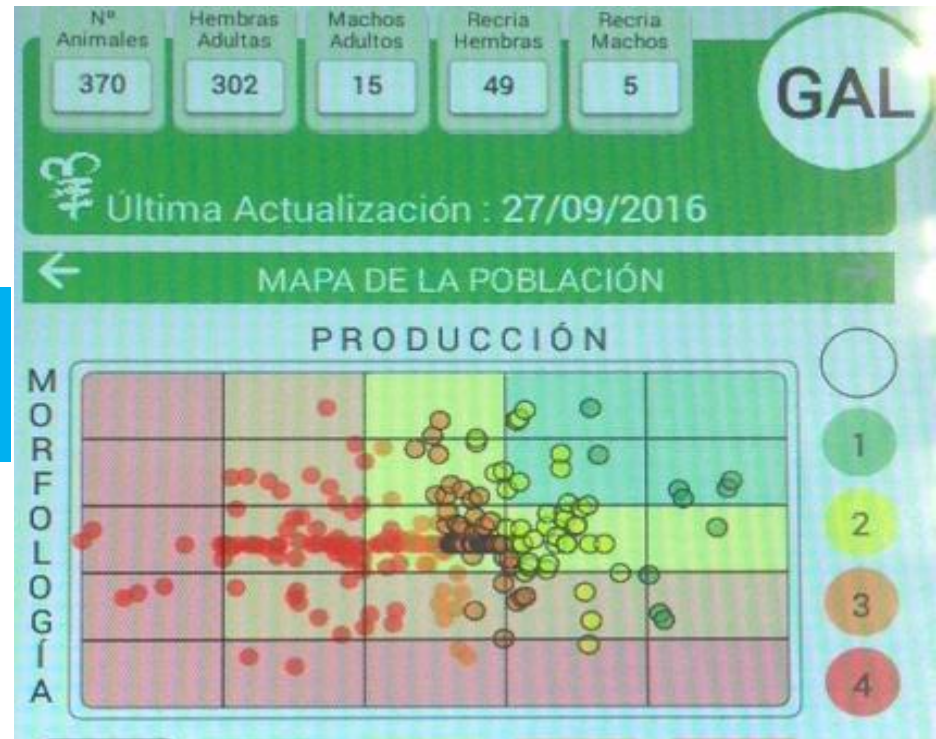 Nº Animales
Hembras Adultas
Machos Adultos
Recria Hembras
Recria Machos
370
302
15
49
5
GAL
Última Actualización : 27/09/2016
MAPA DE LA POBLACIÓN
PRODUCCIÓN
MORFOLOGÍA
1
2
3
4